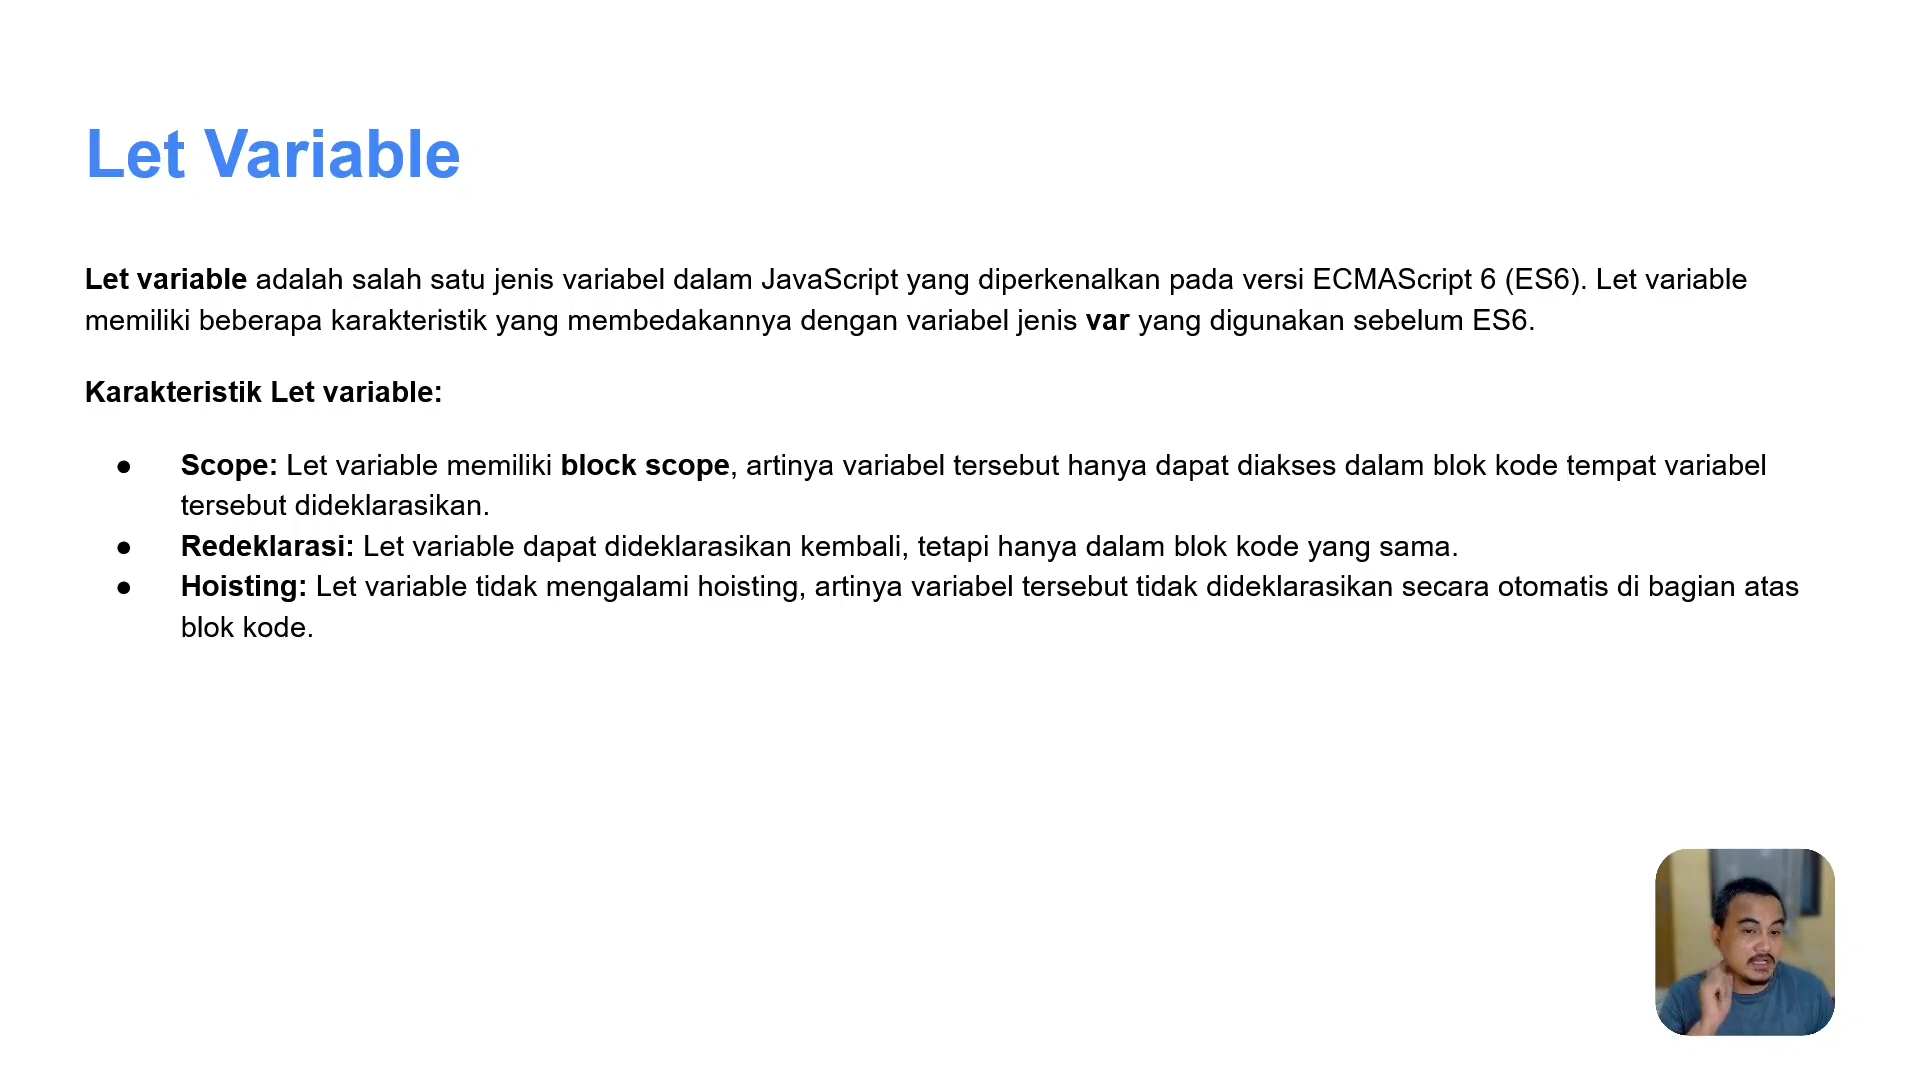 Let Variable
Let variable adalah salah satu jenis variabel dalam JavaScript yang diperkenalkan pada versi ECMAScript 6 (ES6). Let variable
memiliki beberapa karakteristik yang membedakannya dengan variabel jenis var yang digunakan sebelum ES6.
Karakteristik Let variable:
● Scope: Let variable memiliki block scope, artinya variabel tersebut hanya dapat diakses dalam blok kode tempat variabel
tersebut dideklarasikan.
● Redeklarasi: Let variable dapat dideklarasikan kembali, tetapi hanya dalam blok kode yang sama.
● Hoisting: Let variable tidak mengalami hoisting, artinya variabel tersebut tidak dideklarasikan secara otomatis di bagian atas
blok kode.